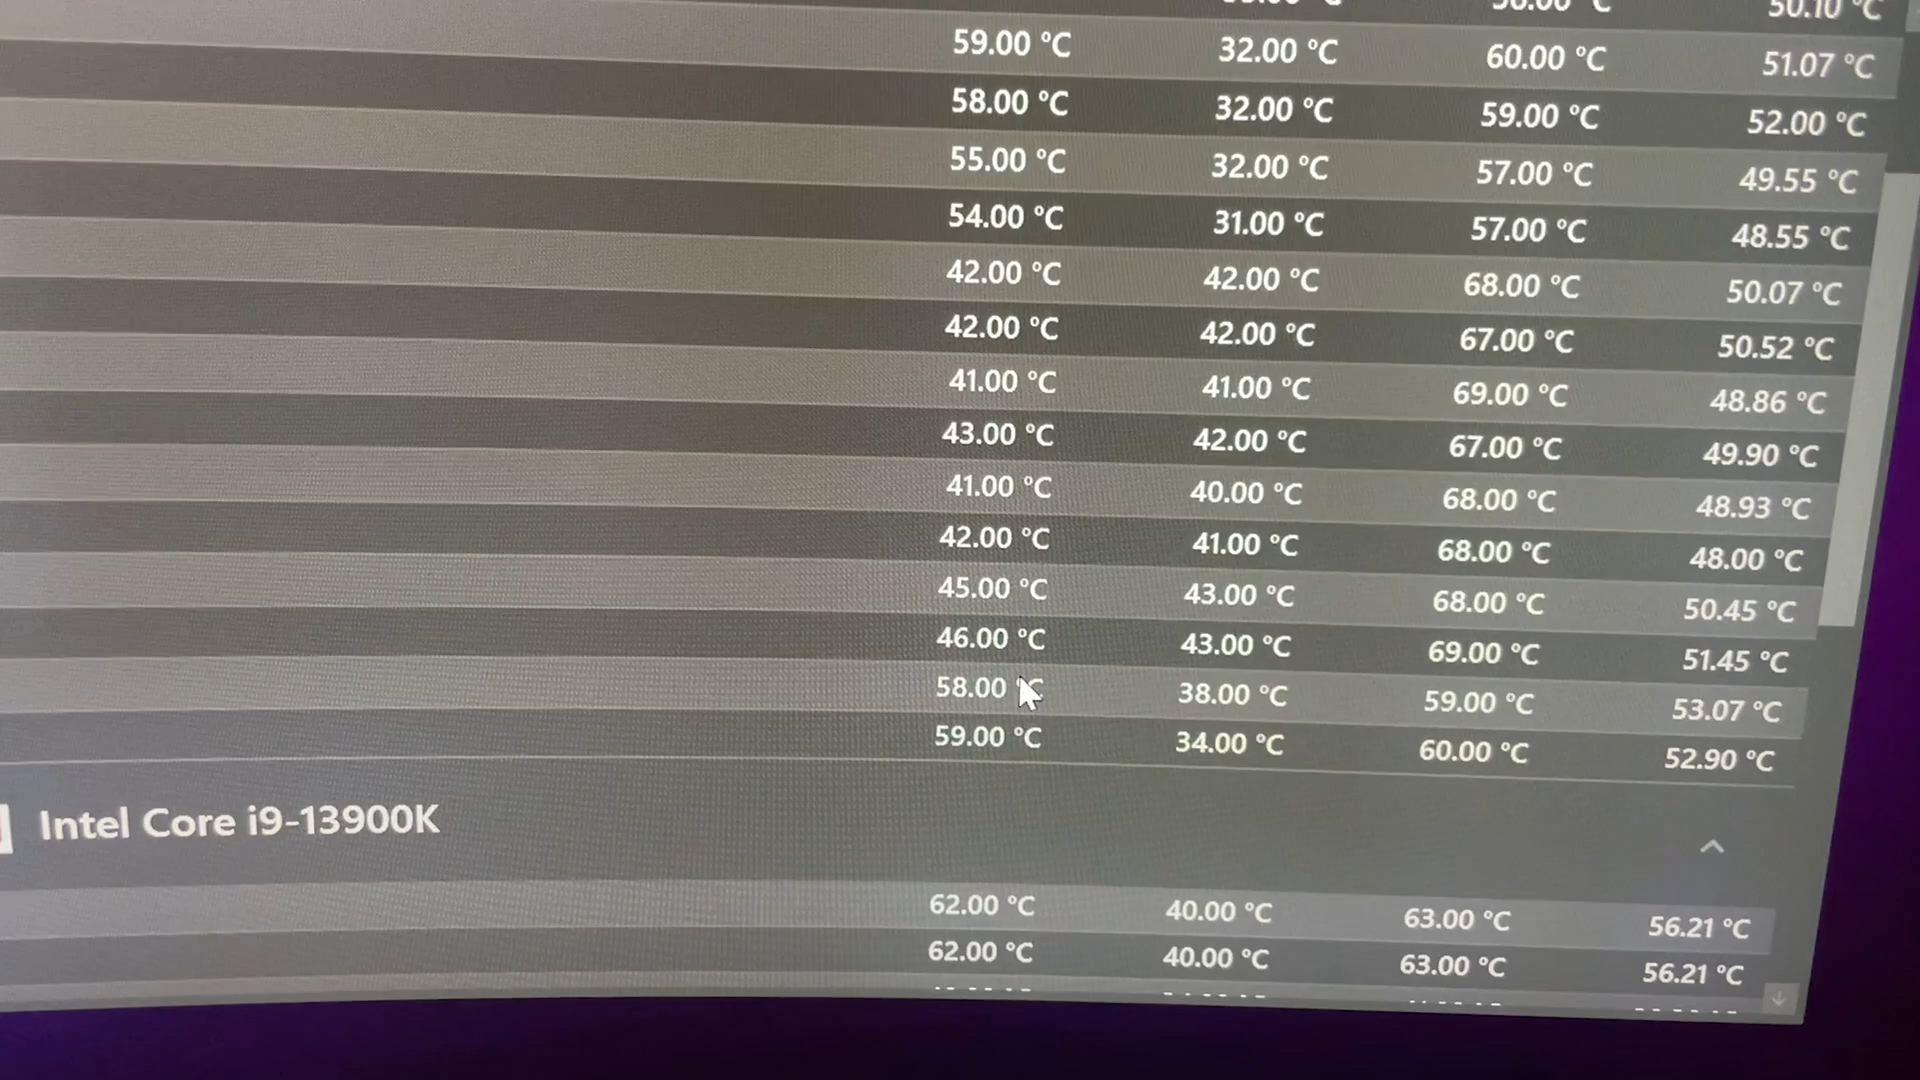 50.10 °C
59.00 °C 32.00 °C 60.00 °C 51.07 °C
58.00 °C 32.00 °C 59.00 °C 52.00 °C
55.00 °C 32.00 °C 57.00 °C 49.55 °C
54.00 °C 31.00 °C 57.00 °C 48.55 °C
42.00 °C 42.00 °C 68.00 °C 50.07 °C
42.00 °C 42.00 °C 67.00 °C 50.52 °C
41.00 °C 41.00 °C 69.00 °C 48.86 °C
43.00 °C 42.00 °C 67.00 °C 49.90 °C
41.00 °C 40.00 °C 68.00 °C 48.93 °C
42.00 °C 41.00 °C 68.00 °C 48.00 °C
45.00 °C 43.00 °C 68.00 °C 50.45 °C
46.00 °C 43.00 °C 69.00 °C 51.45 °C
58.00 °C 38.00 °C 59.00 °C 53.07 °C
59.00 °C 34.00 °C 60.00 °C 52.90 °C
Intel Core i9-13900K
62.00 °C 40.00 °C 63.00 °C 56.21 °C
62.00 °C 40.00 °C 63.00 °C 56.21 °C